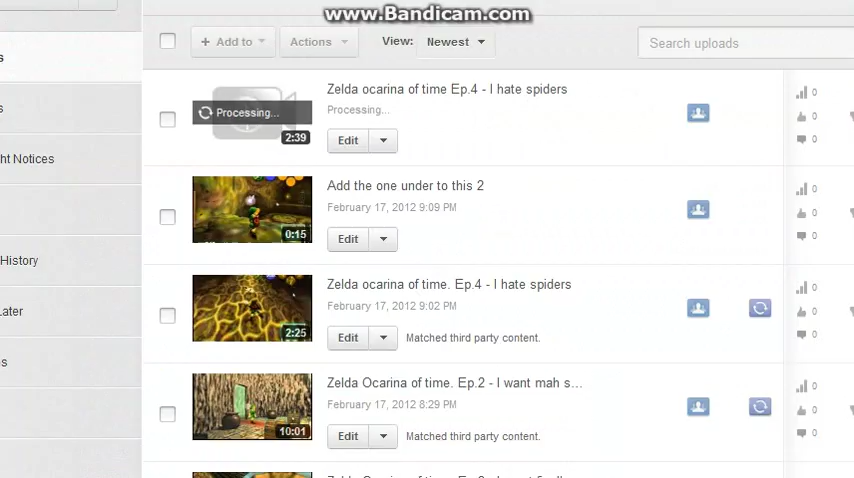 www.Bandicam.com
+ Add to
Actions
View:
Newest
Search uploads
s
Zelda ocarina of time Ep.4 - I hate spiders
0
Processing...
Processing...
s
0
2:39
Edit
0
ht Notices
Add the one under to this 2
0
February 17, 2012 9:09 PM
0
0:15
Edit
0
History
Zelda ocarina of time. Ep.4 - I hate spiders
0
February 17, 2012 9:02 PM
0
ater
2:25
Edit
Matched third party content.
0
s
Zelda Ocarina of time. Ep.2 - I want mah s...
0
February 17, 2012 8:29 PM
0
10:01
Edit
Matched third party content.
0